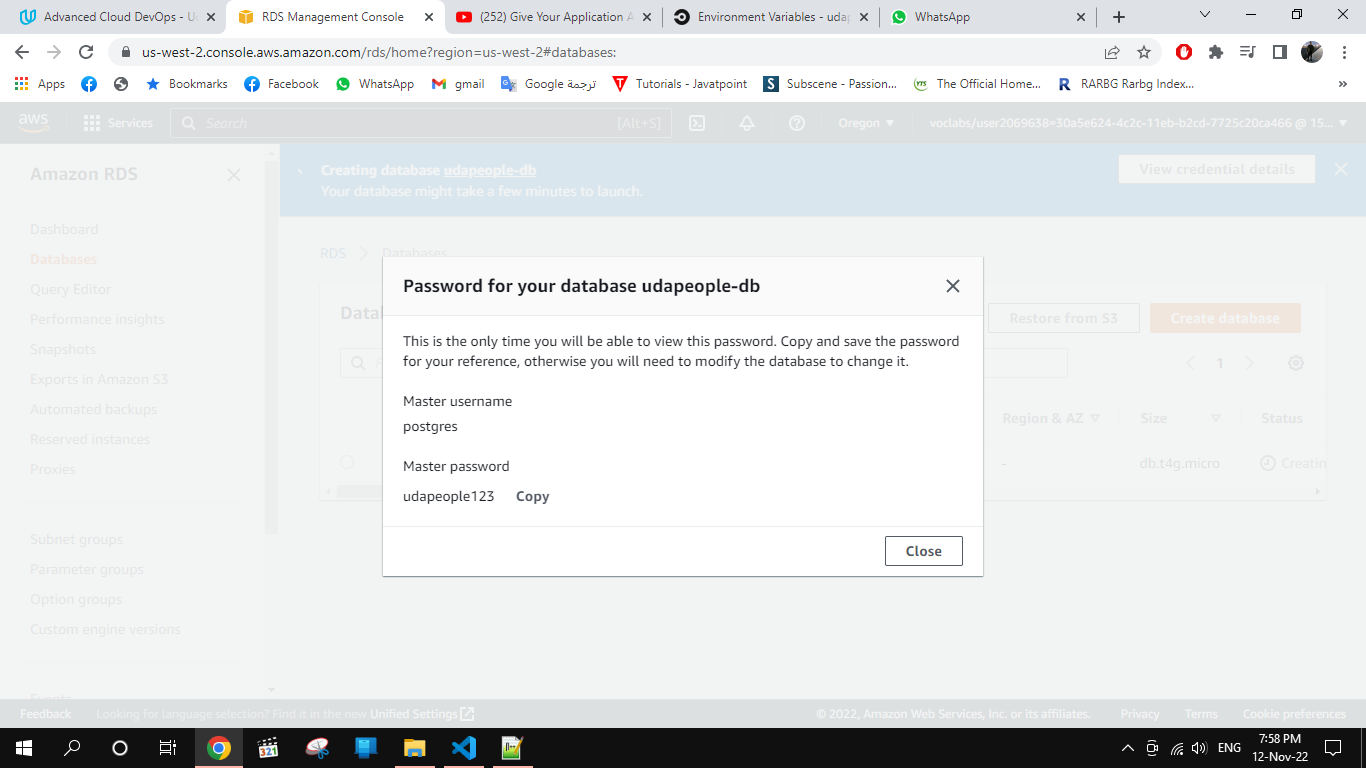 Advanced Cloud DevOps - Uc
RDS Management Console
(252) Give Your Application A
Environment Variables - udap
WhatsApp
us-west-2.console.aws.amazon.com/rds/home?region=us-west-2#databases:
Apps
Bookmarks
Facebook
WhatsApp
gmail
Google ترجمة
Tutorials - Javatpoint
Subscene - Passion...
The Official Home...
RARBG Rarbg Index...
»
aws
Services
Search
[Alt+S]
Oregon
voclabs/user2069638=30a5e624-4c2c-11eb-b2cd-7725c20ca466 @ 15...
Amazon RDS
Dashboard
Databases
Query Editor
Performance insights
Snapshots
Exports in Amazon S3
Automated backups
Reserved instances
Proxies
Subnet groups
Parameter groups
Option groups
Custom engine versions
Events
Creating database udapeople-db
Your database might take a few minutes to launch.
View credential details
RDS
Databases
Restore from S3
Create database
1
Region & AZ
Size
Status
-
db.t4g.micro
Creatin
Password for your database udapeople-db
This is the only time you will be able to view this password. Copy and save the password
for your reference, otherwise you will need to modify the database to change it.
Master username
postgres
Master password
udapeople123
Copy
Close
Feedback
Looking for language selection? Find it in the new Unified Settings
© 2022, Amazon Web Services, Inc. or its affiliates.
Privacy
Terms
Cookie preferences
321
ENG
7:58 PM
12-Nov-22